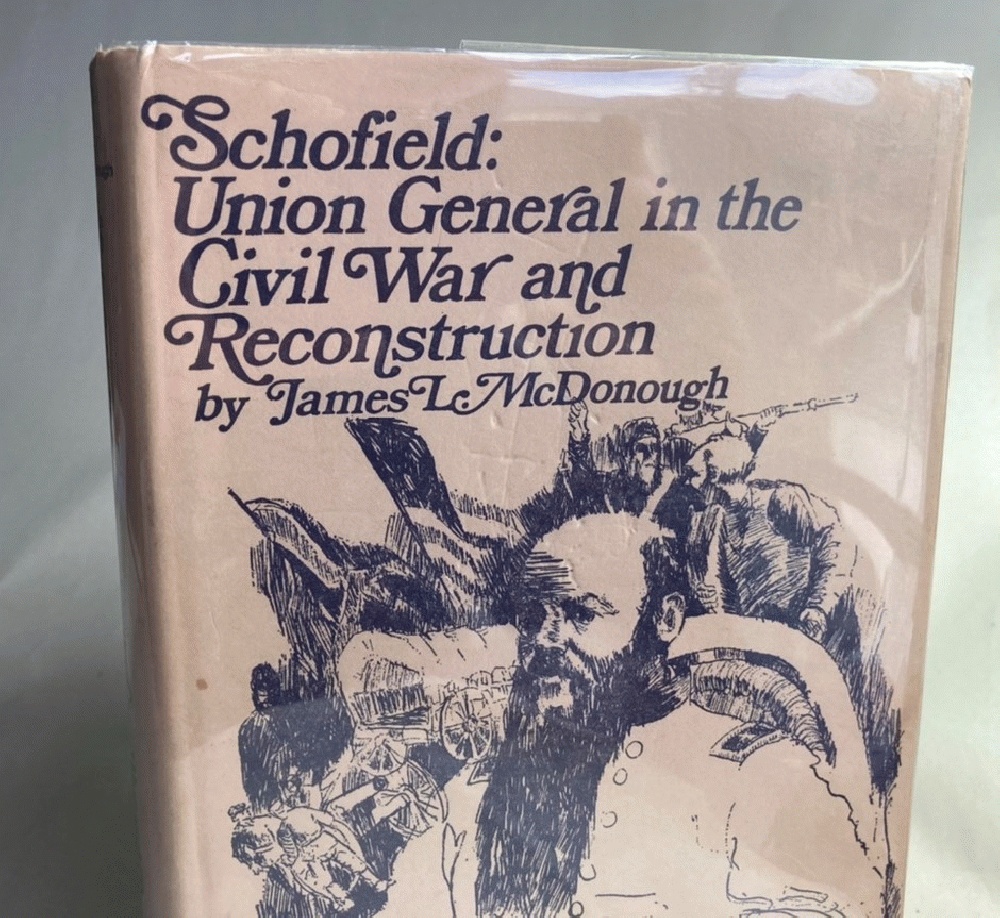 Schofield:
Union General in the
Civil War and
Reconstruction
by James L. McDonough